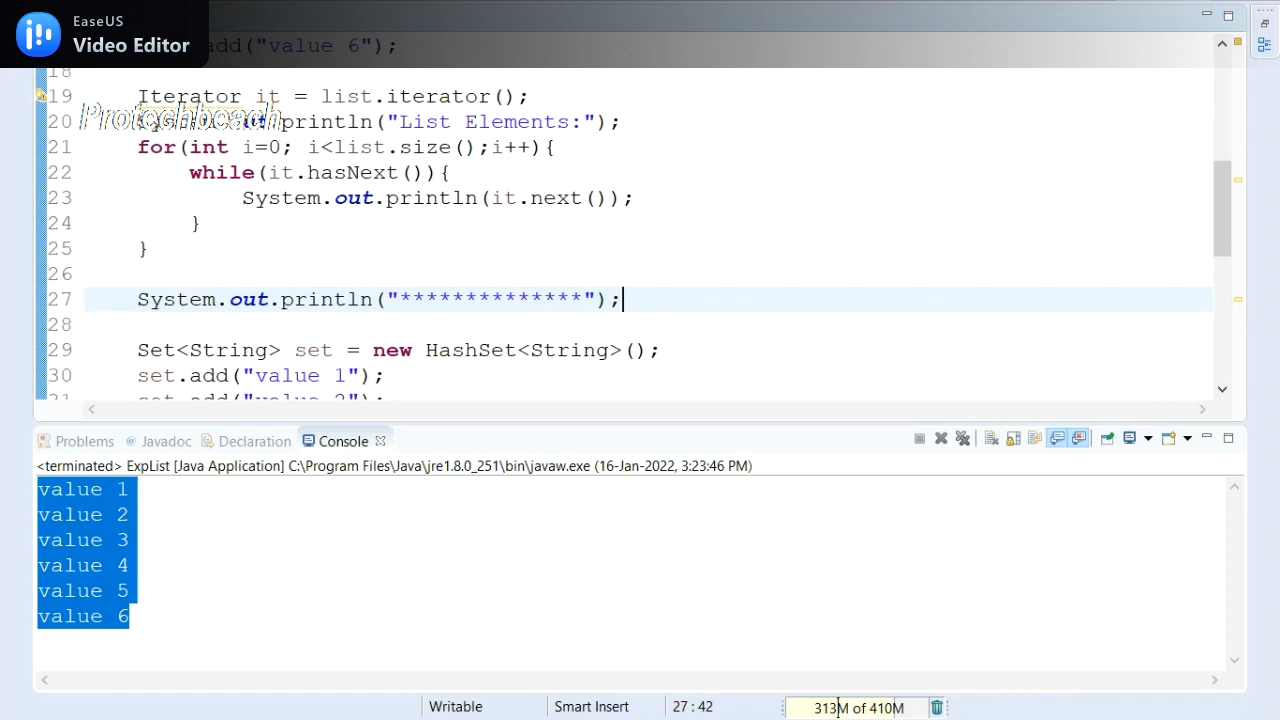 EaseUS
Video Editor
add("value 6");
18
19 Iterator it = list.iterator();
Protechbeach
20 println("List Elements:");
21 for(int i=0; i<list.size();i++){
22 while(it.hasNext()){
23 System.out.println(it.next());
24 }
25 }
26
27 System.out.println("**************");
28
29 Set<String> set = new HashSet<String>();
30 set.add("value 1");
31 set.add("value 2");
Problems @ Javadoc Declaration Console
<terminated> ExpList [Java Application] C:\Program Files\Java\jre1.8.0_251\bin\javaw.exe (16-Jan-2022, 3:23:46 PM)
value 1
value 2
value 3
value 4
value 5
value 6
Writable Smart Insert 27 : 42 313M of 410M